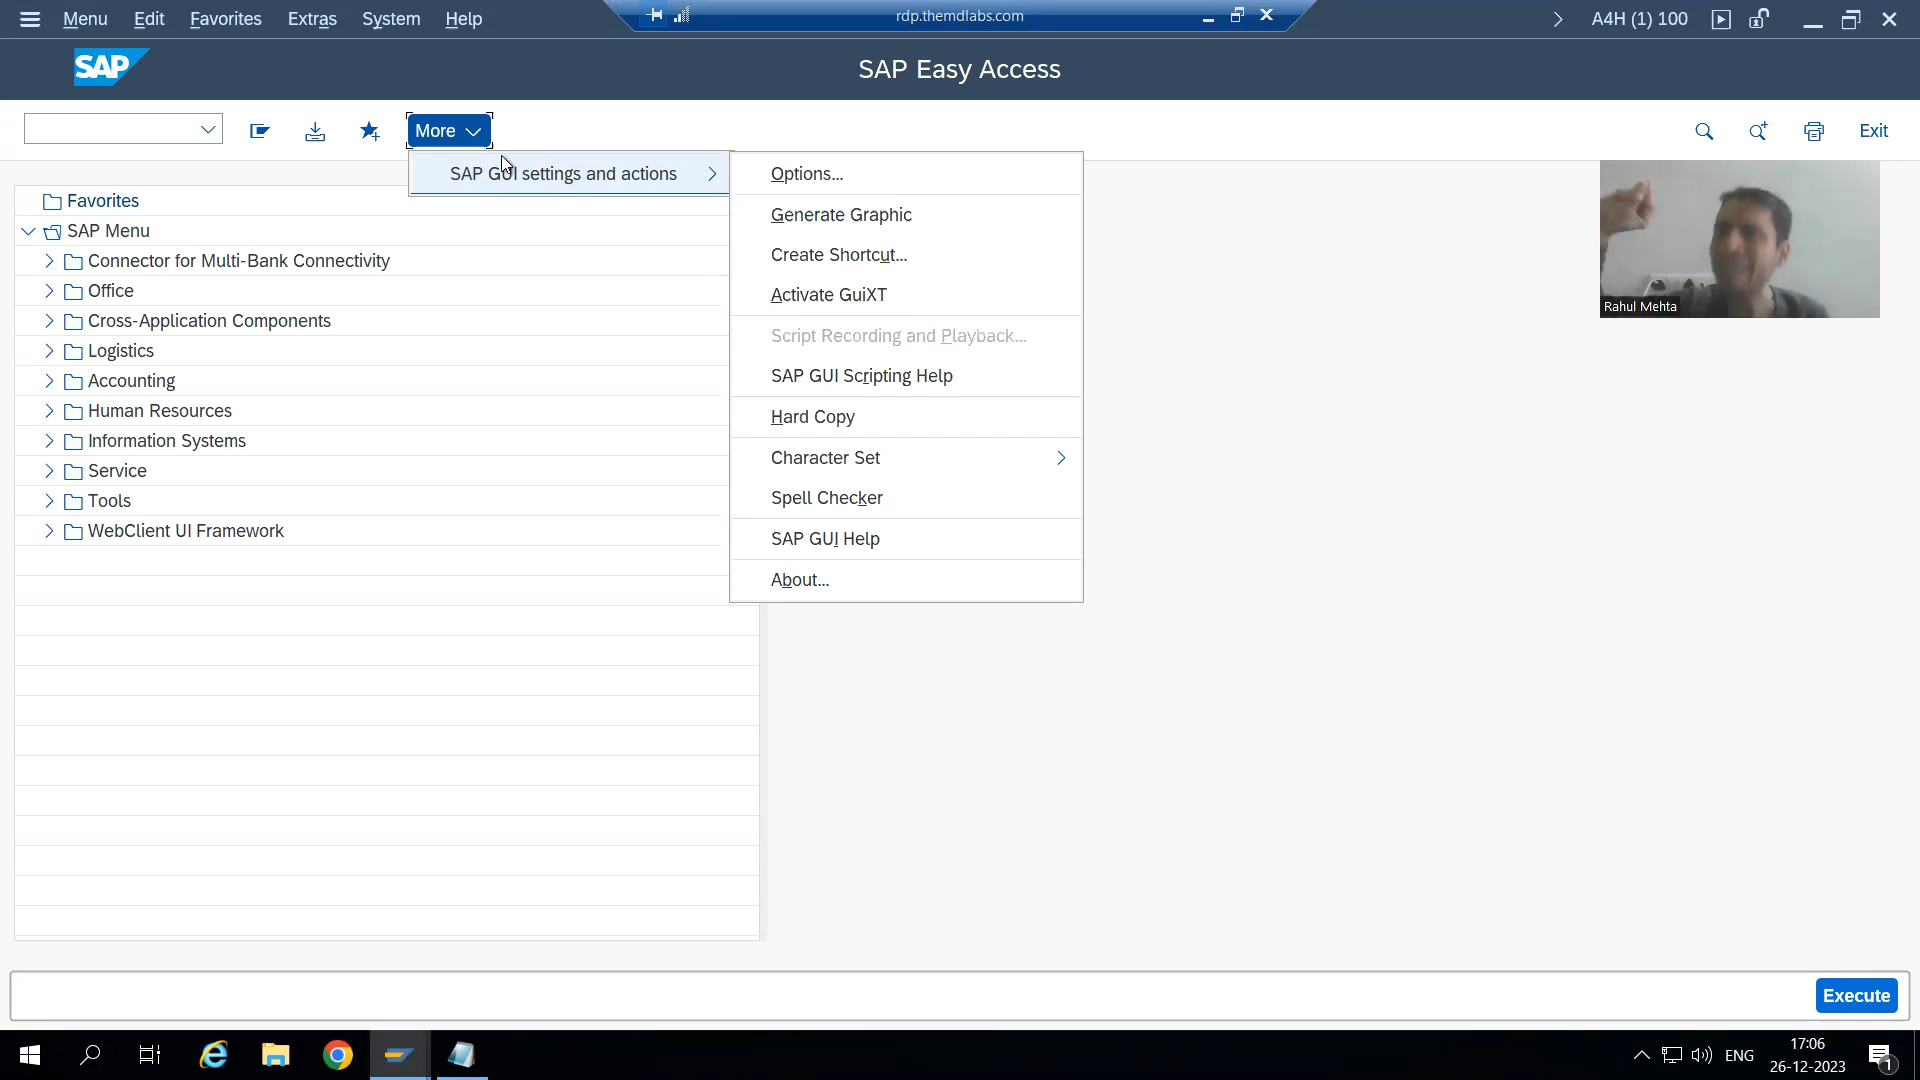 Menu Edit Favorites Extras System Help
rdp.themdlabs.com
A4H (1) 100
SAP
SAP Easy Access
More
Exit
SAP GUI settings and actions
Favorites
SAP Menu
Connector for Multi-Bank Connectivity
Office
Cross-Application Components
Logistics
Accounting
Human Resources
Information Systems
Service
Tools
WebClient UI Framework
Options...
Generate Graphic
Create Shortcut...
Activate GuiXT
Script Recording and Playback...
SAP GUI Scripting Help
Hard Copy
Character Set
Spell Checker
SAP GUI Help
About...
Rahul Mehta
Execute
ENG
17:06
26-12-2023
1